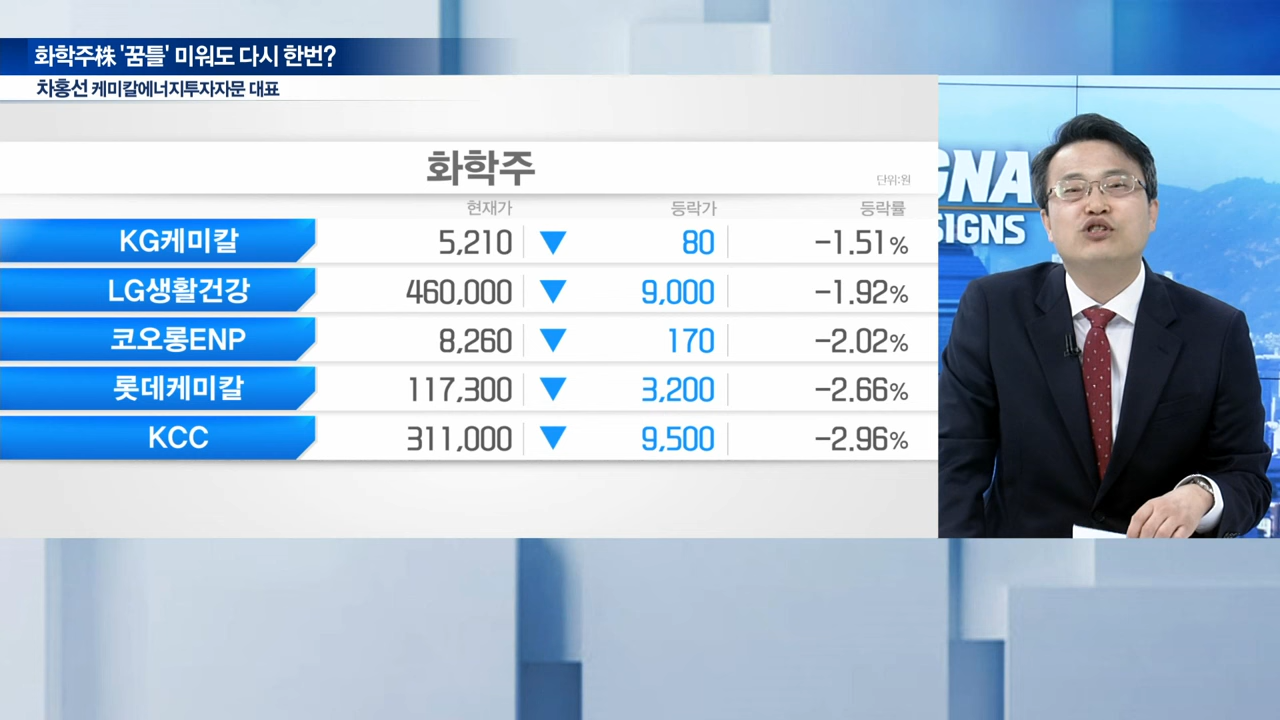 화학주株 '꿈틀' 미워도 다시 한번?
차홍선 케미칼에너지투자자문 대표
화학주
단위:원
현재가 등락가 등락률
KG케미칼 5,210 ▼ 80 -1.51%
LG생활건강 460,000 ▼ 9,000 -1.92%
코오롱ENP 8,260 ▼ 170 -2.02%
롯데케미칼 117,300 ▼ 3,200 -2.66%
KCC 311,000 ▼ 9,500 -2.96%
GNA
SIGNS